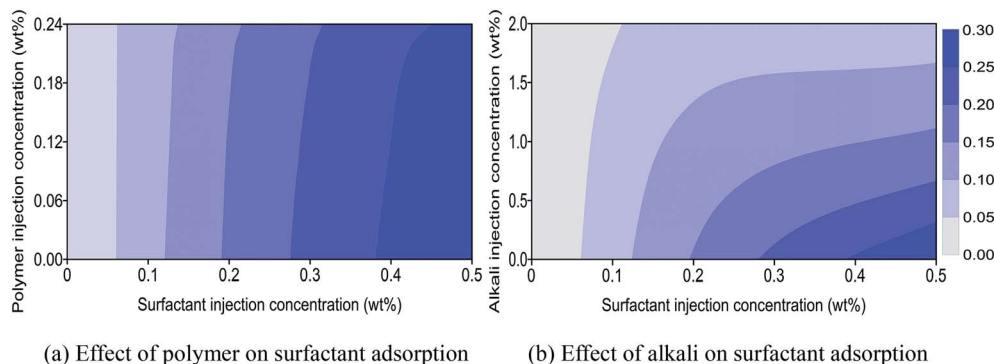 0.24
0.18
0.12
0.06
0.00
Polymer injection concentration (wt%)
0 0.1 0.2 0.3 0.4 0.5
Surfactant injection concentration (wt%)
(a) Effect of polymer on surfactant adsorption
2.0
1.5
1.0
0.5
0.0
Alkali injection concentration (wt%)
0 0.1 0.2 0.3 0.4 0.5
Surfactant injection concentration (wt%)
(b) Effect of alkali on surfactant adsorption
0.30
0.25
0.20
0.15
0.10
0.05
0.00